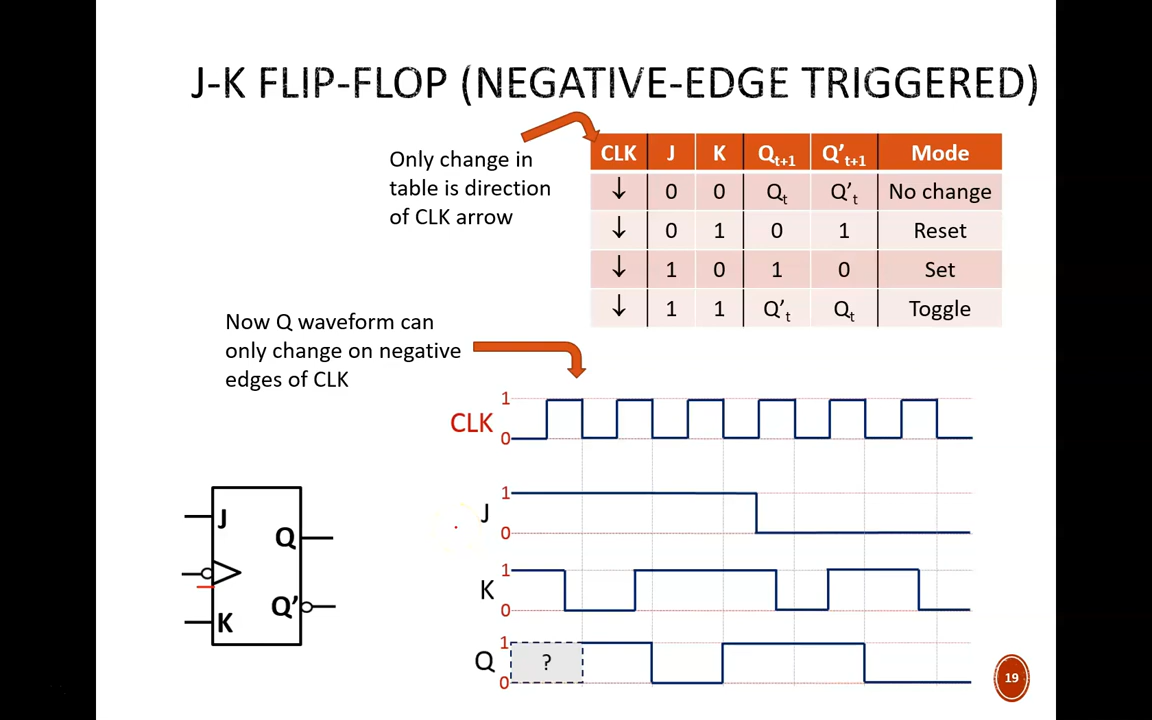 J-K FLIP-FLOP (NEGATIVE-EDGE TRIGGERED)
Only change in
table is direction
of CLK arrow
CLK J K Qt+1 Q’t+1 Mode
↓ 0 0 Qt Q’t No change
↓ 0 1 0 1 Reset
↓ 1 0 1 0 Set
↓ 1 1 Q’t Qt Toggle
Now Q waveform can
only change on negative
edges of CLK
1
CLK
0
1
J
0
1
K
0
1
Q ?
0
J
Q
Q’
K
19